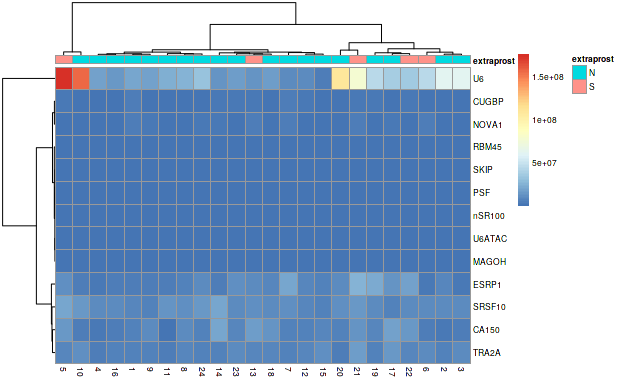 extraprost
U6
CUGBP
NOVA1
RBM45
SKIP
PSF
nSR100
U6ATAC
MAGOH
ESRP1
SRSF10
CA150
TRA2A
5 10 4 16 1 9 11 8 24 14 23 13 18 7 12 15 20 21 19 17 22 6 2 3
1.5e+08
1e+08
5e+07
extraprost
N
S